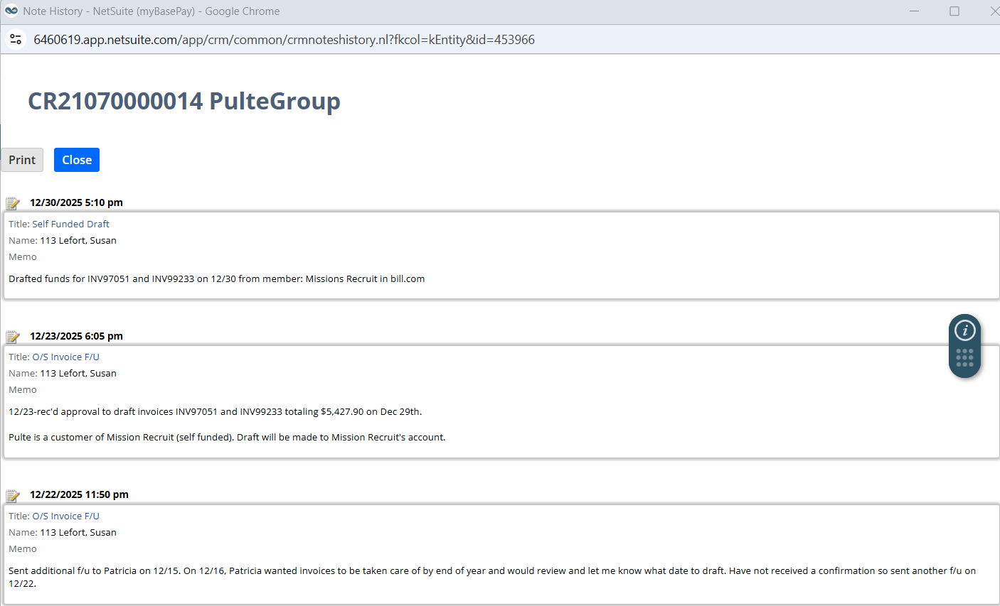 Note History - NetSuite (myBasePay) - Google Chrome
6460619.app.netsuite.com/app/crm/common/crmnoteshistory.nl?fkcol=kEntity&id=453966
CR21070000014 PulteGroup
Print Close
12/30/2025 5:10 pm
Title: Self Funded Draft
Name: 113 Lefort, Susan
Memo
Drafted funds for INV97051 and INV99233 on 12/30 from member: Missions Recruit in bill.com
12/23/2025 6:05 pm
Title: O/S Invoice F/U
Name: 113 Lefort, Susan
Memo
12/23-rec'd approval to draft invoices INV97051 and INV99233 totaling $5,427.90 on Dec 29th.
Pulte is a customer of Mission Recruit (self funded). Draft will be made to Mission Recruit's account.
12/22/2025 11:50 pm
Title: O/S Invoice F/U
Name: 113 Lefort, Susan
Memo
Sent additional f/u to Patricia on 12/15. On 12/16, Patricia wanted invoices to be taken care of by end of year and would review and let me know what date to draft. Have not received a confirmation so sent another f/u on
12/22.